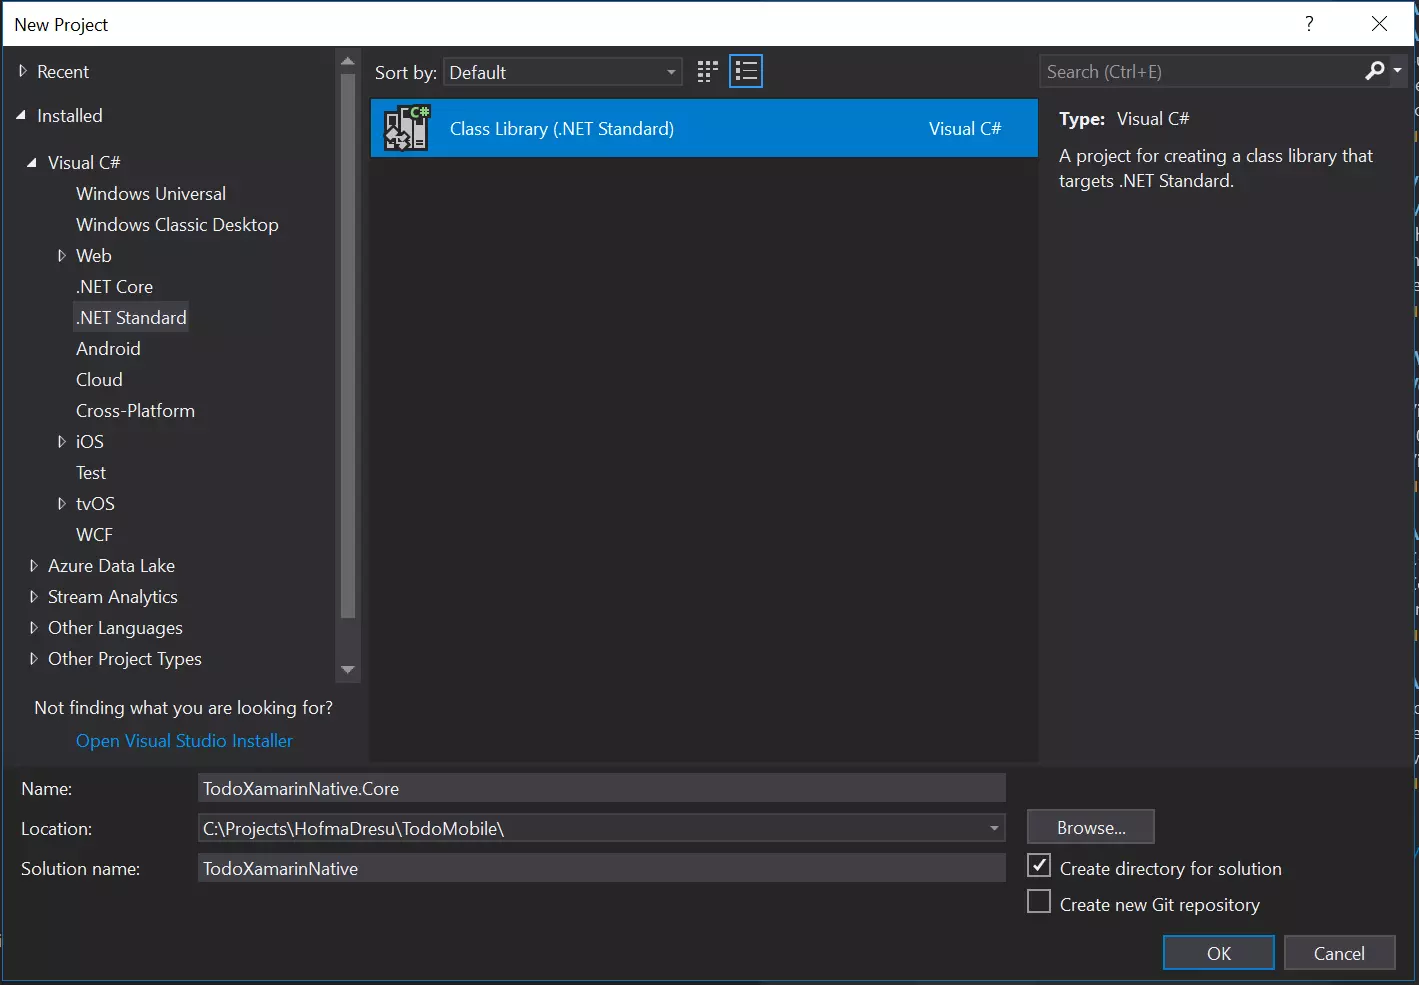 New Project
?
Recent
Installed
Visual C#
Windows Universal
Windows Classic Desktop
Web
.NET Core
.NET Standard
Android
Cloud
Cross-Platform
iOS
Test
tvOS
WCF
Azure Data Lake
Stream Analytics
Other Languages
Other Project Types
Not finding what you are looking for?
Open Visual Studio Installer
Sort by: Default
C# Class Library (.NET Standard) Visual C#
Search (Ctrl+E)
Type: Visual C#
A project for creating a class library that
targets .NET Standard.
Name: TodoXamarinNative.Core
Location: C:\Projects\HofmaDresu\TodoMobile\
Browse...
Solution name: TodoXamarinNative
Create directory for solution
Create new Git repository
OK Cancel